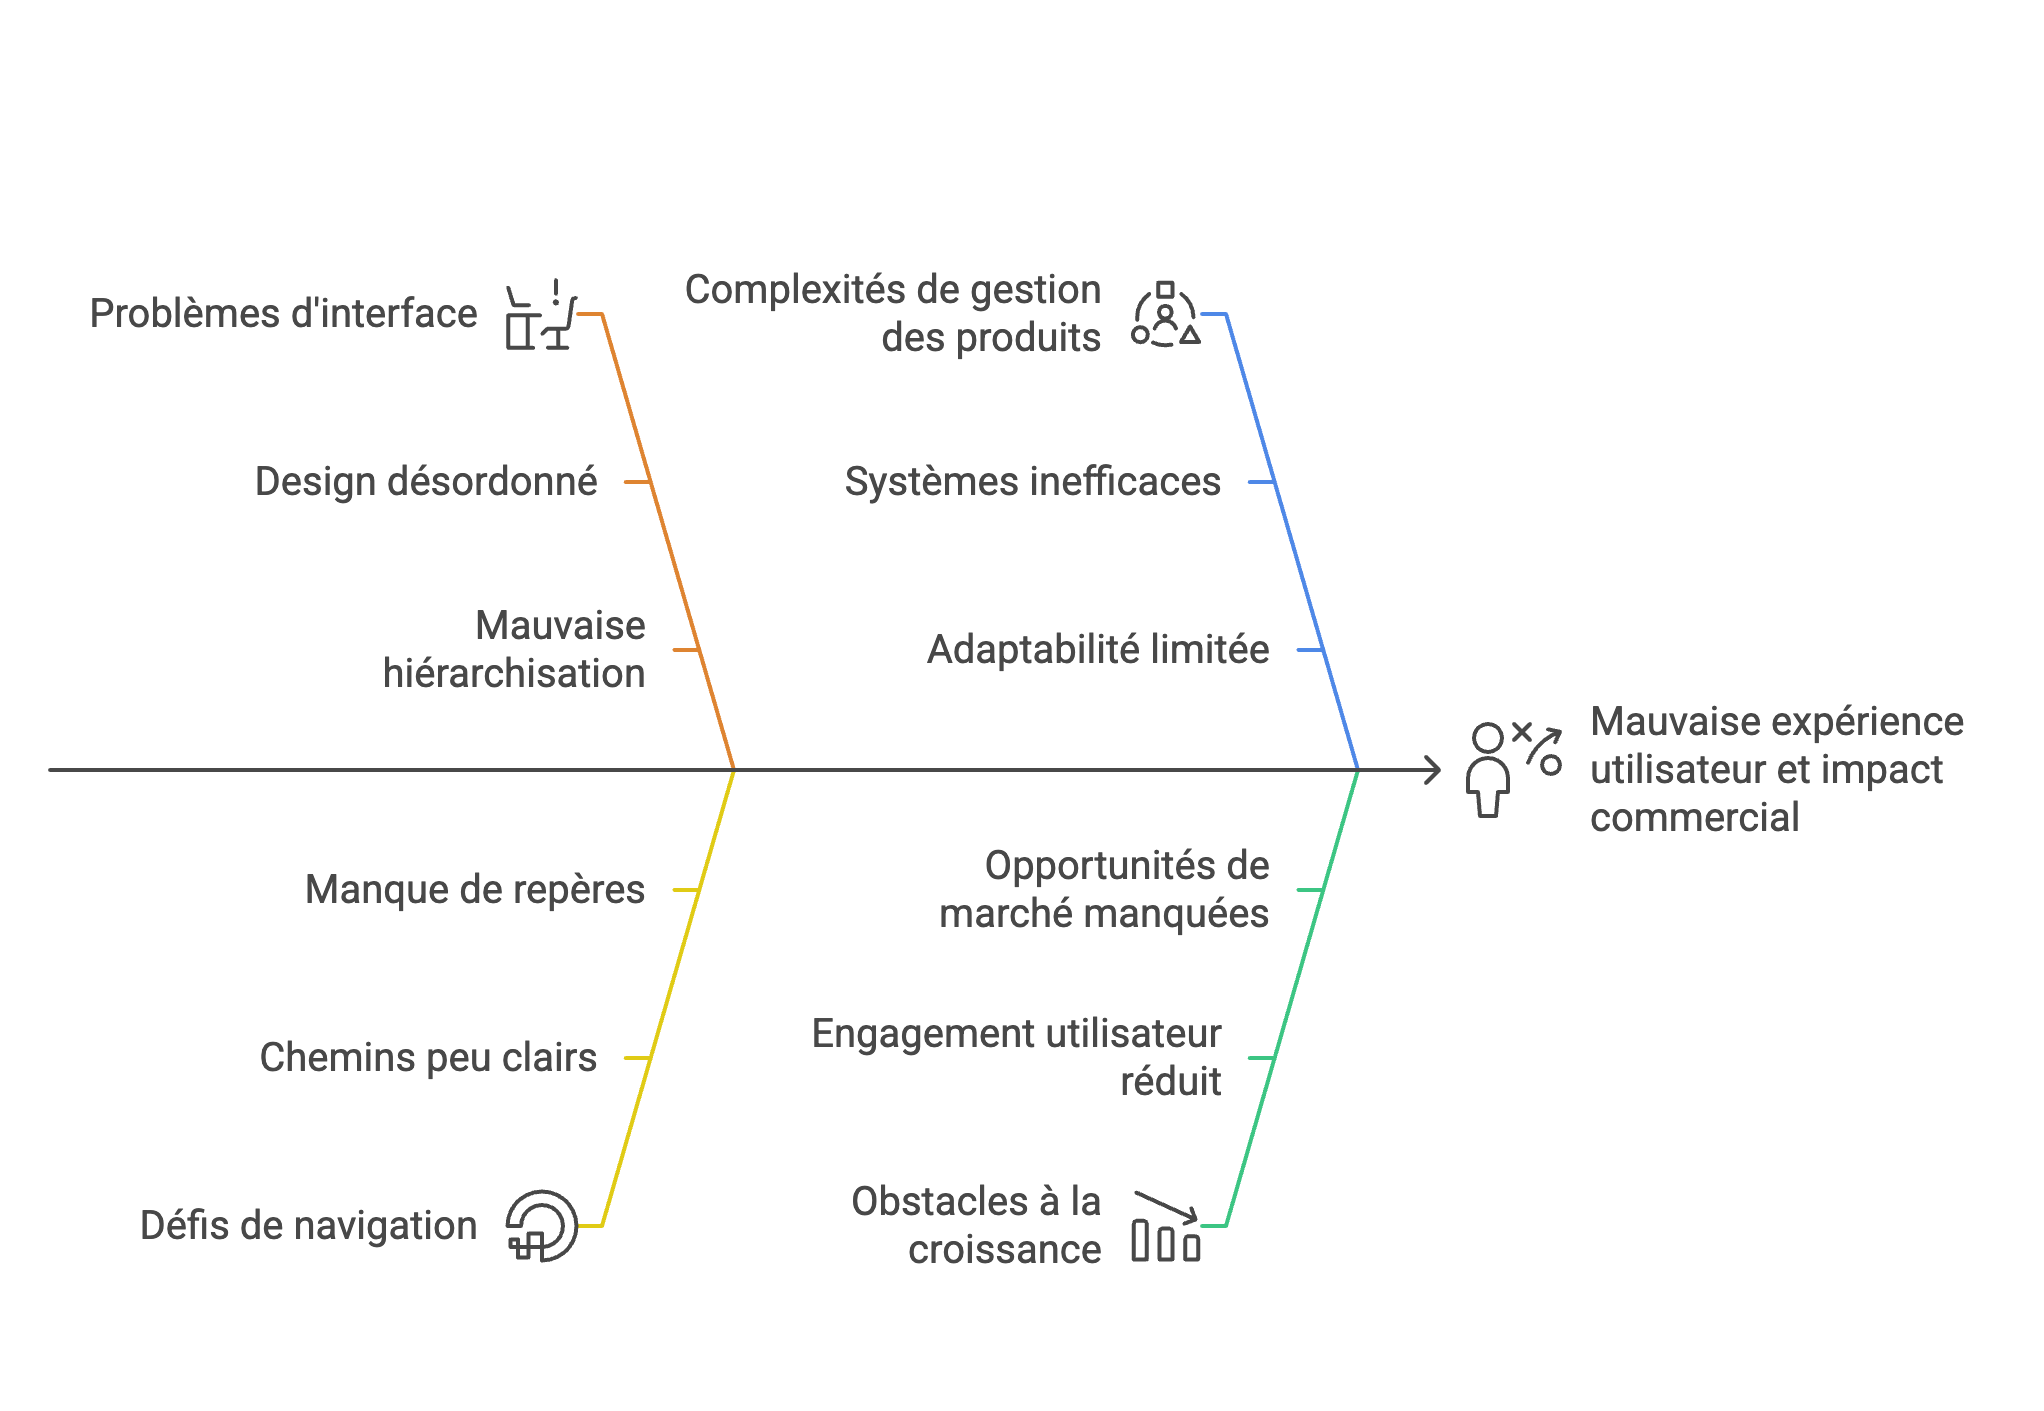 Problèmes d'interface
Design désordonné
Mauvaise
hiérarchisation
Complexités de gestion
des produits
Systèmes inefficaces
Adaptabilité limitée
Mauvaise expérience
utilisateur et impact
commercial
Manque de repères
Chemins peu clairs
Défis de navigation
Opportunités de
marché manquées
Engagement utilisateur
réduit
Obstacles à la
croissance